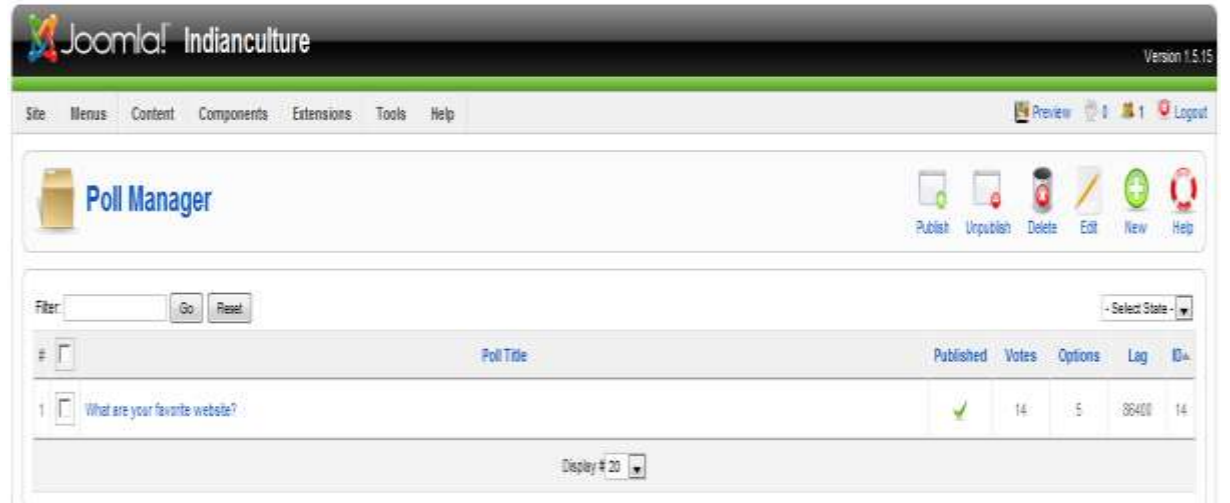 Joomla! Indianculture
Version 1.5.15
Site Menus Content Components Extensions Tools Help Preview 0 1 Logout
Poll Manager
Publish Unpublish Delete Edit New Help
Filter: Go Reset - Select State -
# Poll Title Published Votes Options Lag ID
1 What are your favorite website? 14 5 86400 14
Display # 20